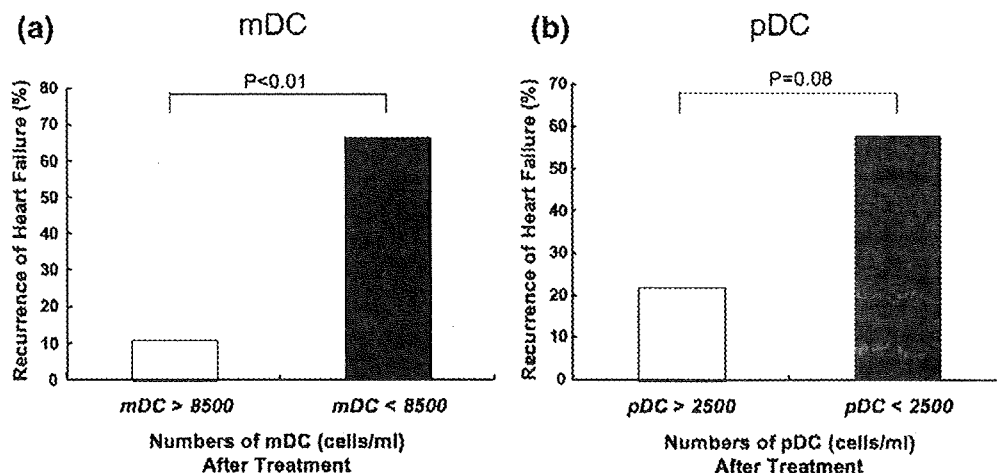 (a)
mDC
P<0.01
Recurrence of Heart Failure (%)
80
70
60
50
40
30
20
10
0
mDC > 8500
mDC < 8500
Numbers of mDC (cells/ml)
After Treatment
(b)
pDC
P=0.08
Recurrence of Heart Failure (%)
70
60
50
40
30
20
10
0
pDC > 2500
pDC < 2500
Numbers of pDC (cells/ml)
After Treatment